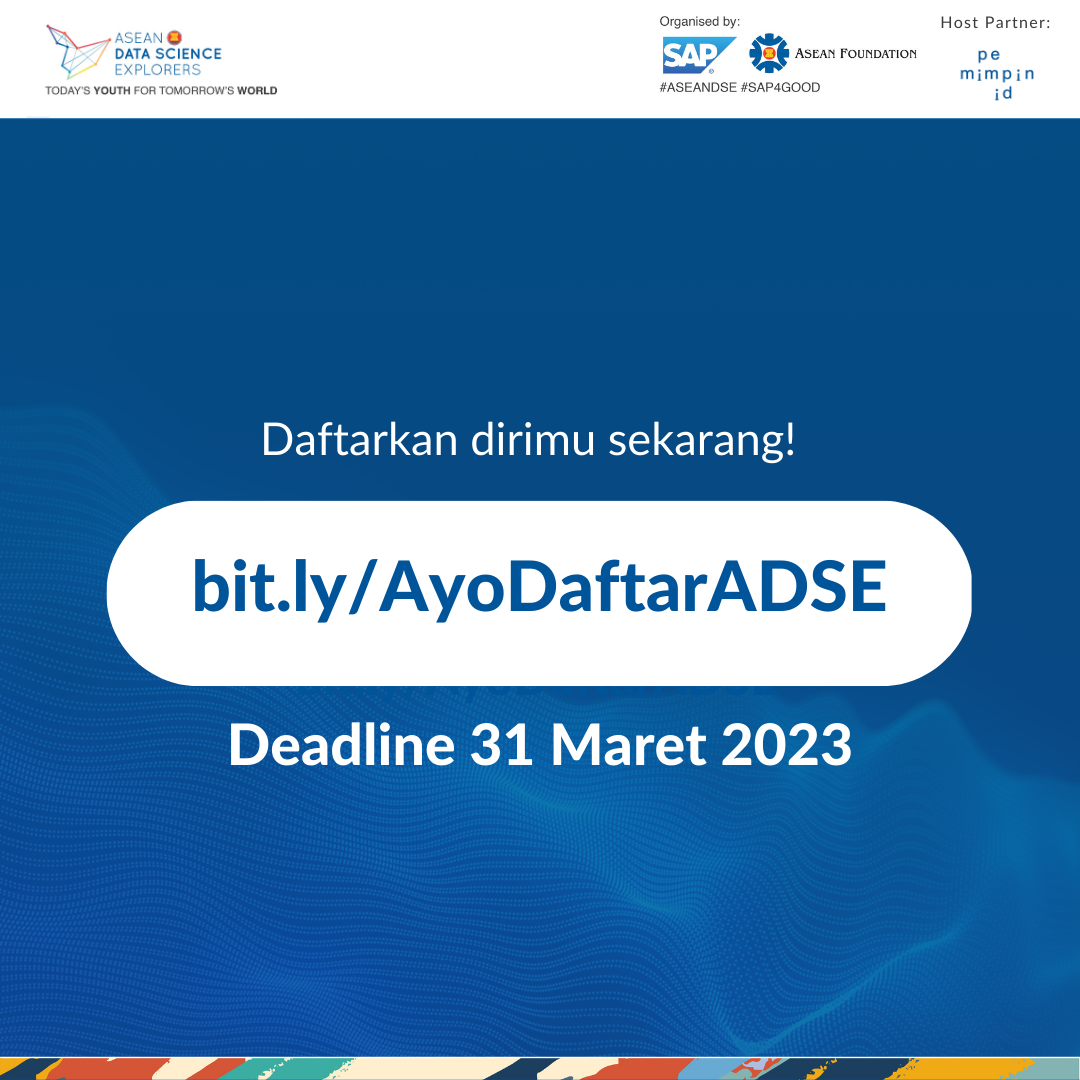 ASEAN
DATA SCIENCE
EXPLORERS
TODAY'S YOUTH FOR TOMORROW'S WORLD
Organised by:
SAP®
ASEAN FOUNDATION
#ASEANDSE #SAP4GOOD
Host Partner:
pe
mimpin
id
Daftarkan dirimu sekarang!
bit.ly/AyoDaftarADSE
Deadline 31 Maret 2023